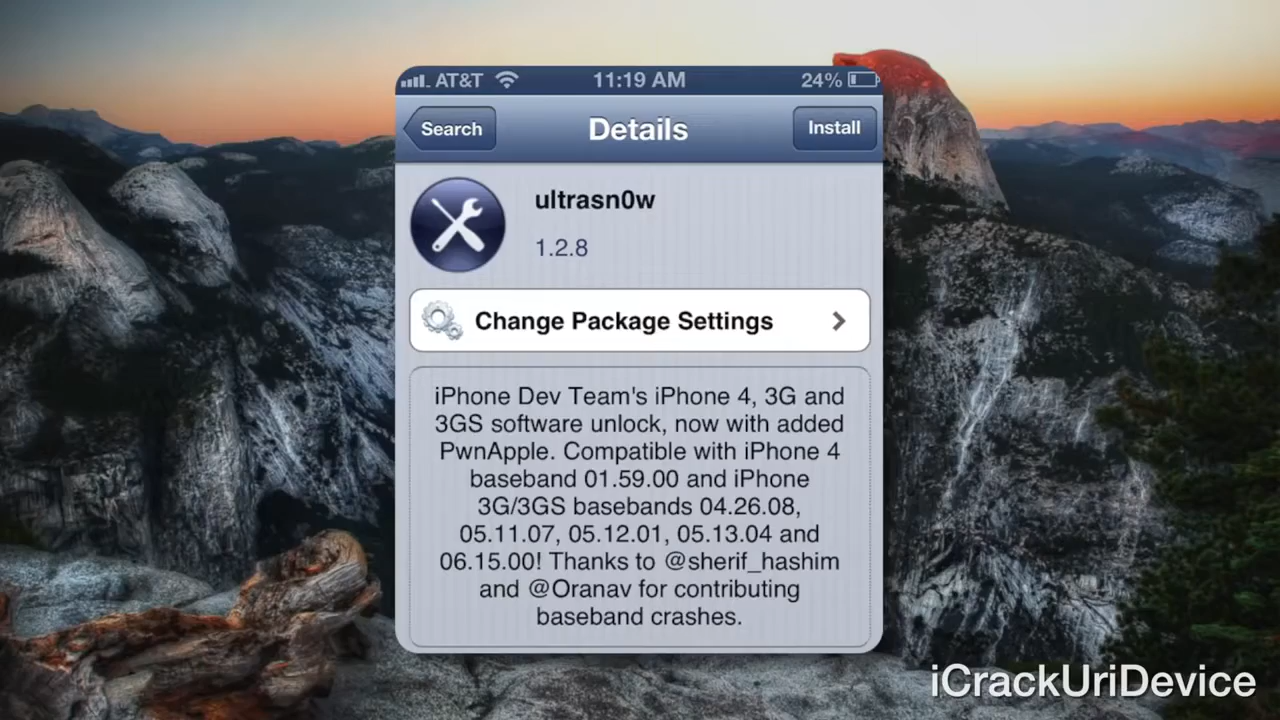 AT&T 11:19 AM 24%
Search Details Install
ultrasn0w
1.2.8
Change Package Settings
iPhone Dev Team's iPhone 4, 3G and
3GS software unlock, now with added
PwnApple. Compatible with iPhone 4
baseband 01.59.00 and iPhone
3G/3GS basebands 04.26.08,
05.11.07, 05.12.01, 05.13.04 and
06.15.00! Thanks to @sherif_hashim
and @Oranav for contributing
baseband crashes.
iCrackUriDevice